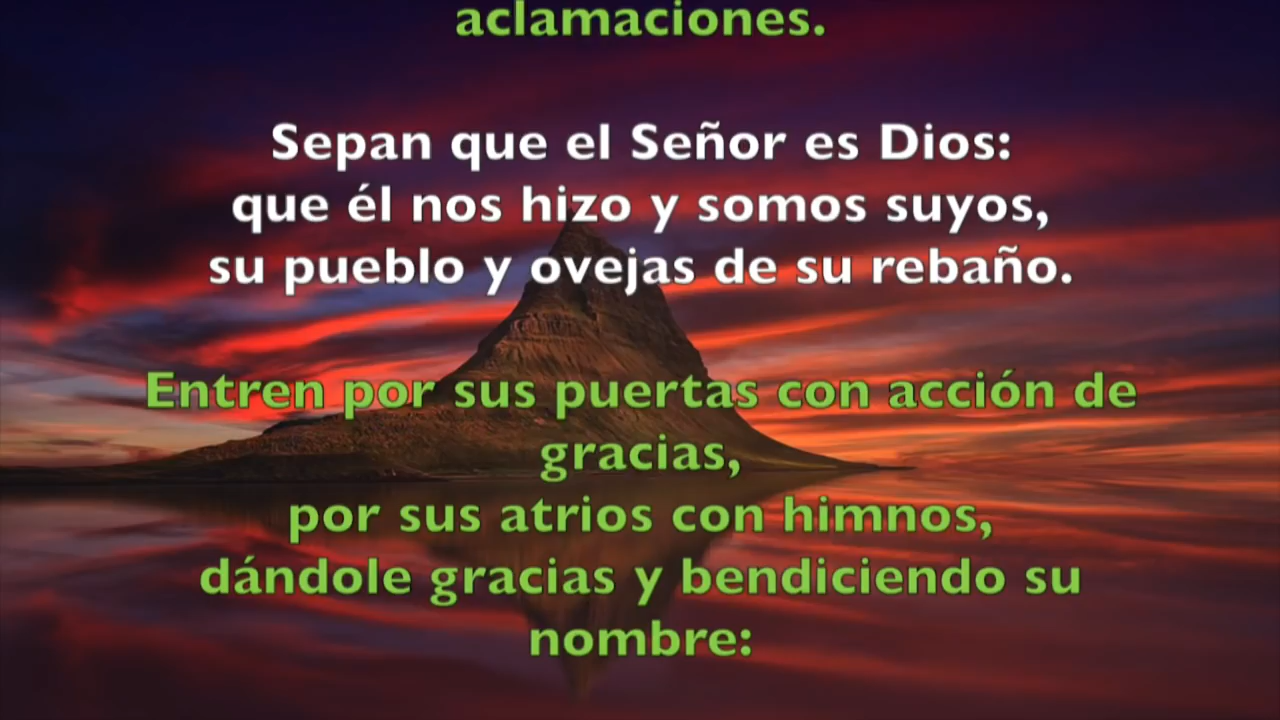 aclamaciones.
Sepan que el Señor es Dios:
que él nos hizo y somos suyos,
su pueblo y ovejas de su rebaño.
Entren por sus puertas con acción de
gracias,
por sus atrios con himnos,
dándole gracias y bendiciendo su
nombre: